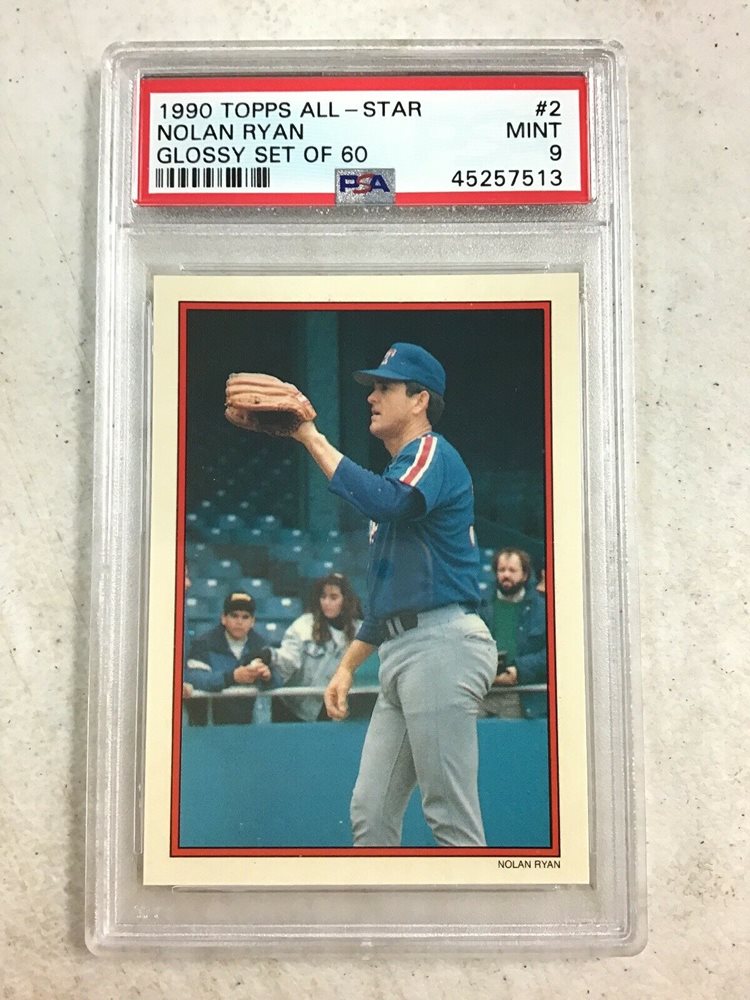 1990 TOPPS ALL-STAR #2
NOLAN RYAN MINT
GLOSSY SET OF 60 9
PSA 45257513
T
NOLAN RYAN